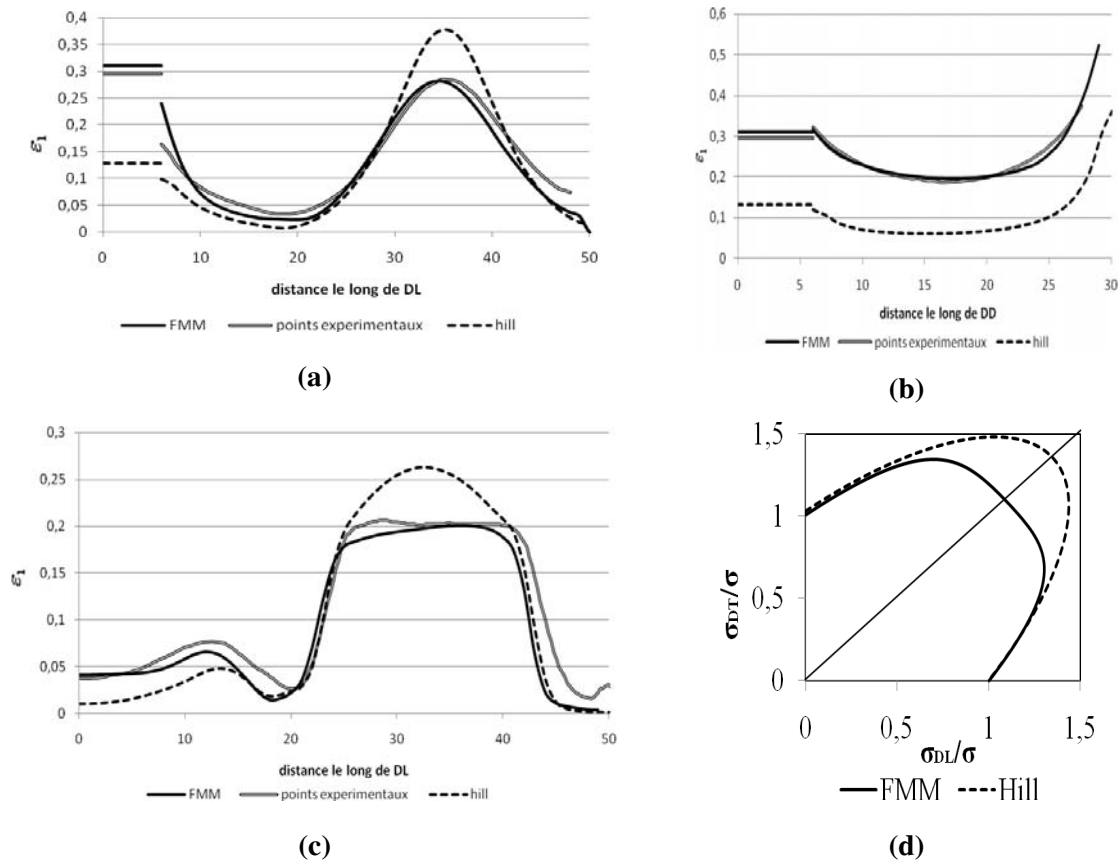 0,4
0,35
0,3
0,25
0,2
0,15
0,1
0,05
0
ε1
0 10 20 30 40 50
distance le long de DL
FMM points experimentaux hill
(a)
0,6
0,5
0,4
0,3
0,2
0,1
0
ε1
0 5 10 15 20 25 30
distance le long de DD
FMM points experimentaux hill
(b)
0,3
0,25
0,2
0,15
0,1
0,05
0
ε1
0 10 20 30 40 50
distance le long de DL
FMM points experimentaux hill
(c)
1,5
1
0,5
0
σDT/σ
0 0,5 1 1,5
σDL/σ
FMM Hill
(d)